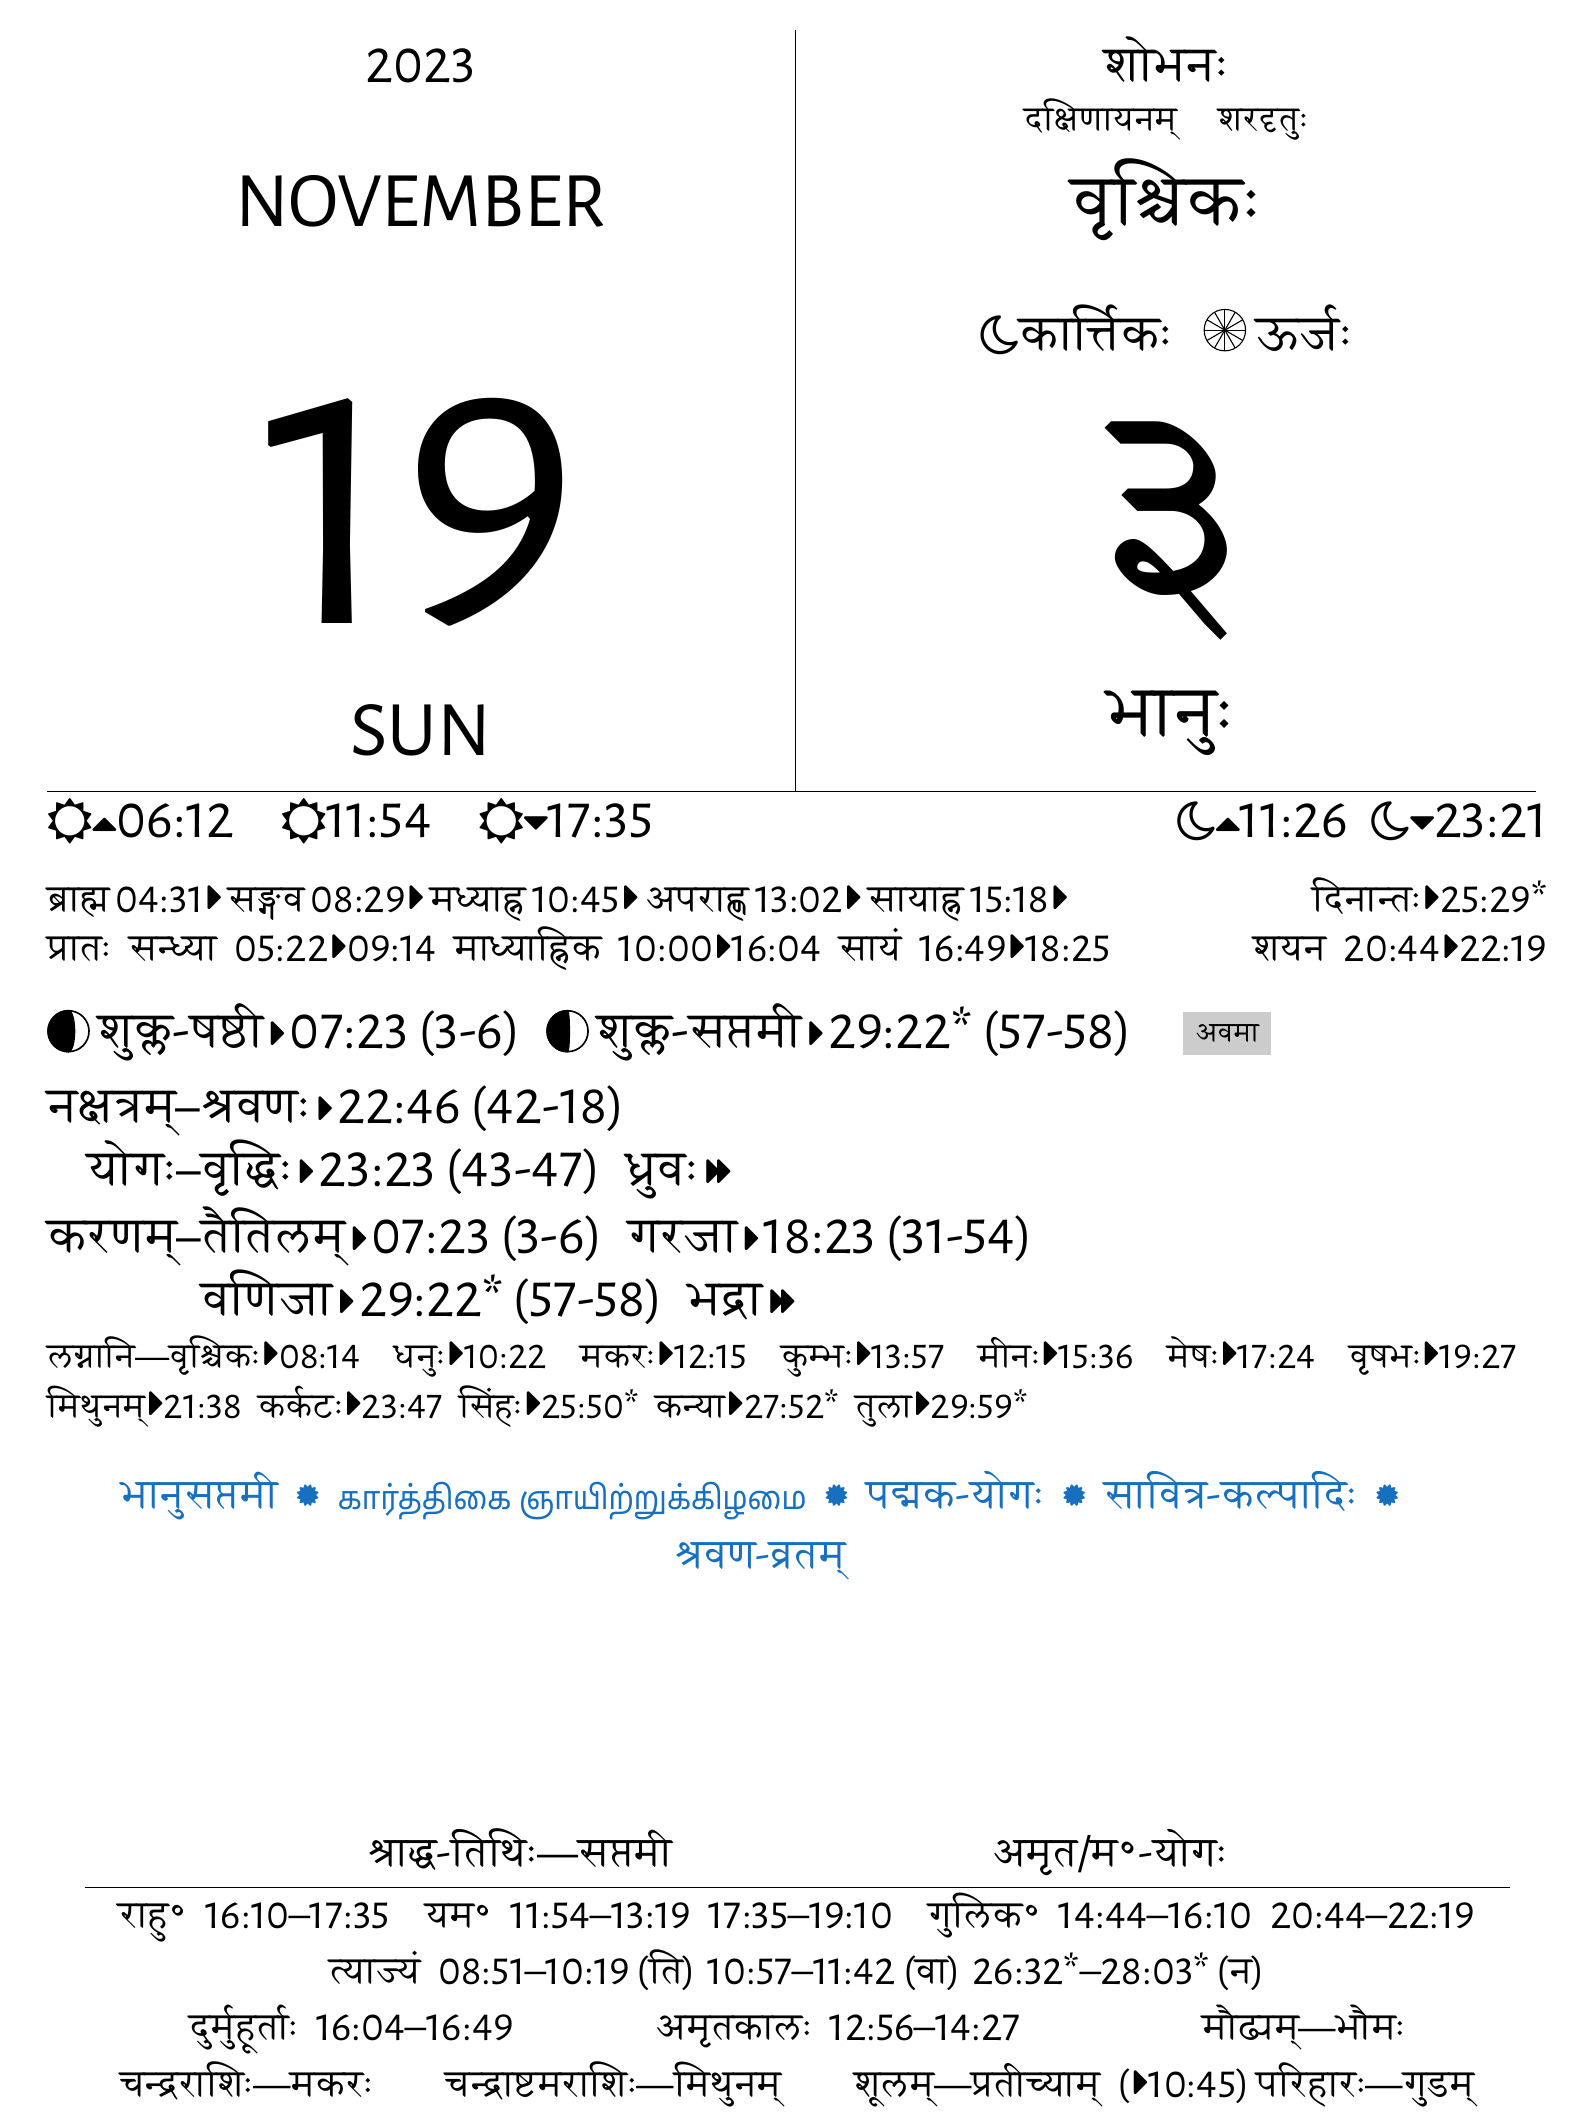 2023
NOVEMBER
19
SUN
शोभनः
दक्षिणायनम् शरदृतुः
वृश्चिकः
कार्त्तिकः ऊर्जः
३
भानुः
06:12 11:54 17:35 11:26 23:21
ब्राह्म 04:31 सङ्गव 08:29 मध्याह्न 10:45 अपराह्ण 13:02 सायाह्न 15:18 दिनान्तः 25:29*
प्रातः सन्ध्या 05:22 09:14 माध्याह्निक 10:00 16:04 सायं 16:49 18:25 शयन 20:44 22:19
शुक्ल-षष्ठी 07:23 (3-6) शुक्ल-सप्तमी 29:22* (57-58) अवमा
नक्षत्रम्–श्रवणः 22:46 (42-18)
योगः–वृद्धिः 23:23 (43-47) ध्रुवः
करणम्–तैतिलम् 07:23 (3-6) गरजा 18:23 (31-54)
वणिजा 29:22* (57-58) भद्रा
लग्नानि—वृश्चिकः 08:14 धनुः 10:22 मकरः 12:15 कुम्भः 13:57 मीनः 15:36 मेषः 17:24 वृषभः 19:27
मिथुनम् 21:38 कर्कटः 23:47 सिंहः 25:50* कन्या 27:52* तुला 29:59*
भानुसप्तमी கார்த்திகை ஞாயிற்றுக்கிழமை पद्मक-योगः सावित्र-कल्पादिः
श्रवण-व्रतम्
श्राद्ध-तिथिः—सप्तमी अमृत/म॰-योगः
राहु॰ 16:10–17:35 यम॰ 11:54–13:19 17:35–19:10 गुलिक॰ 14:44–16:10 20:44–22:19
त्याज्यं 08:51–10:19 (ति) 10:57–11:42 (वा) 26:32*–28:03* (न)
दुर्मुहूर्ताः 16:04–16:49 अमृतकालः 12:56–14:27 मौढ्यम्—भौमः
चन्द्रराशिः—मकरः चन्द्राष्टमराशिः—मिथुनम् शूलम्—प्रतीच्याम् (10:45) परिहारः—गुडम्